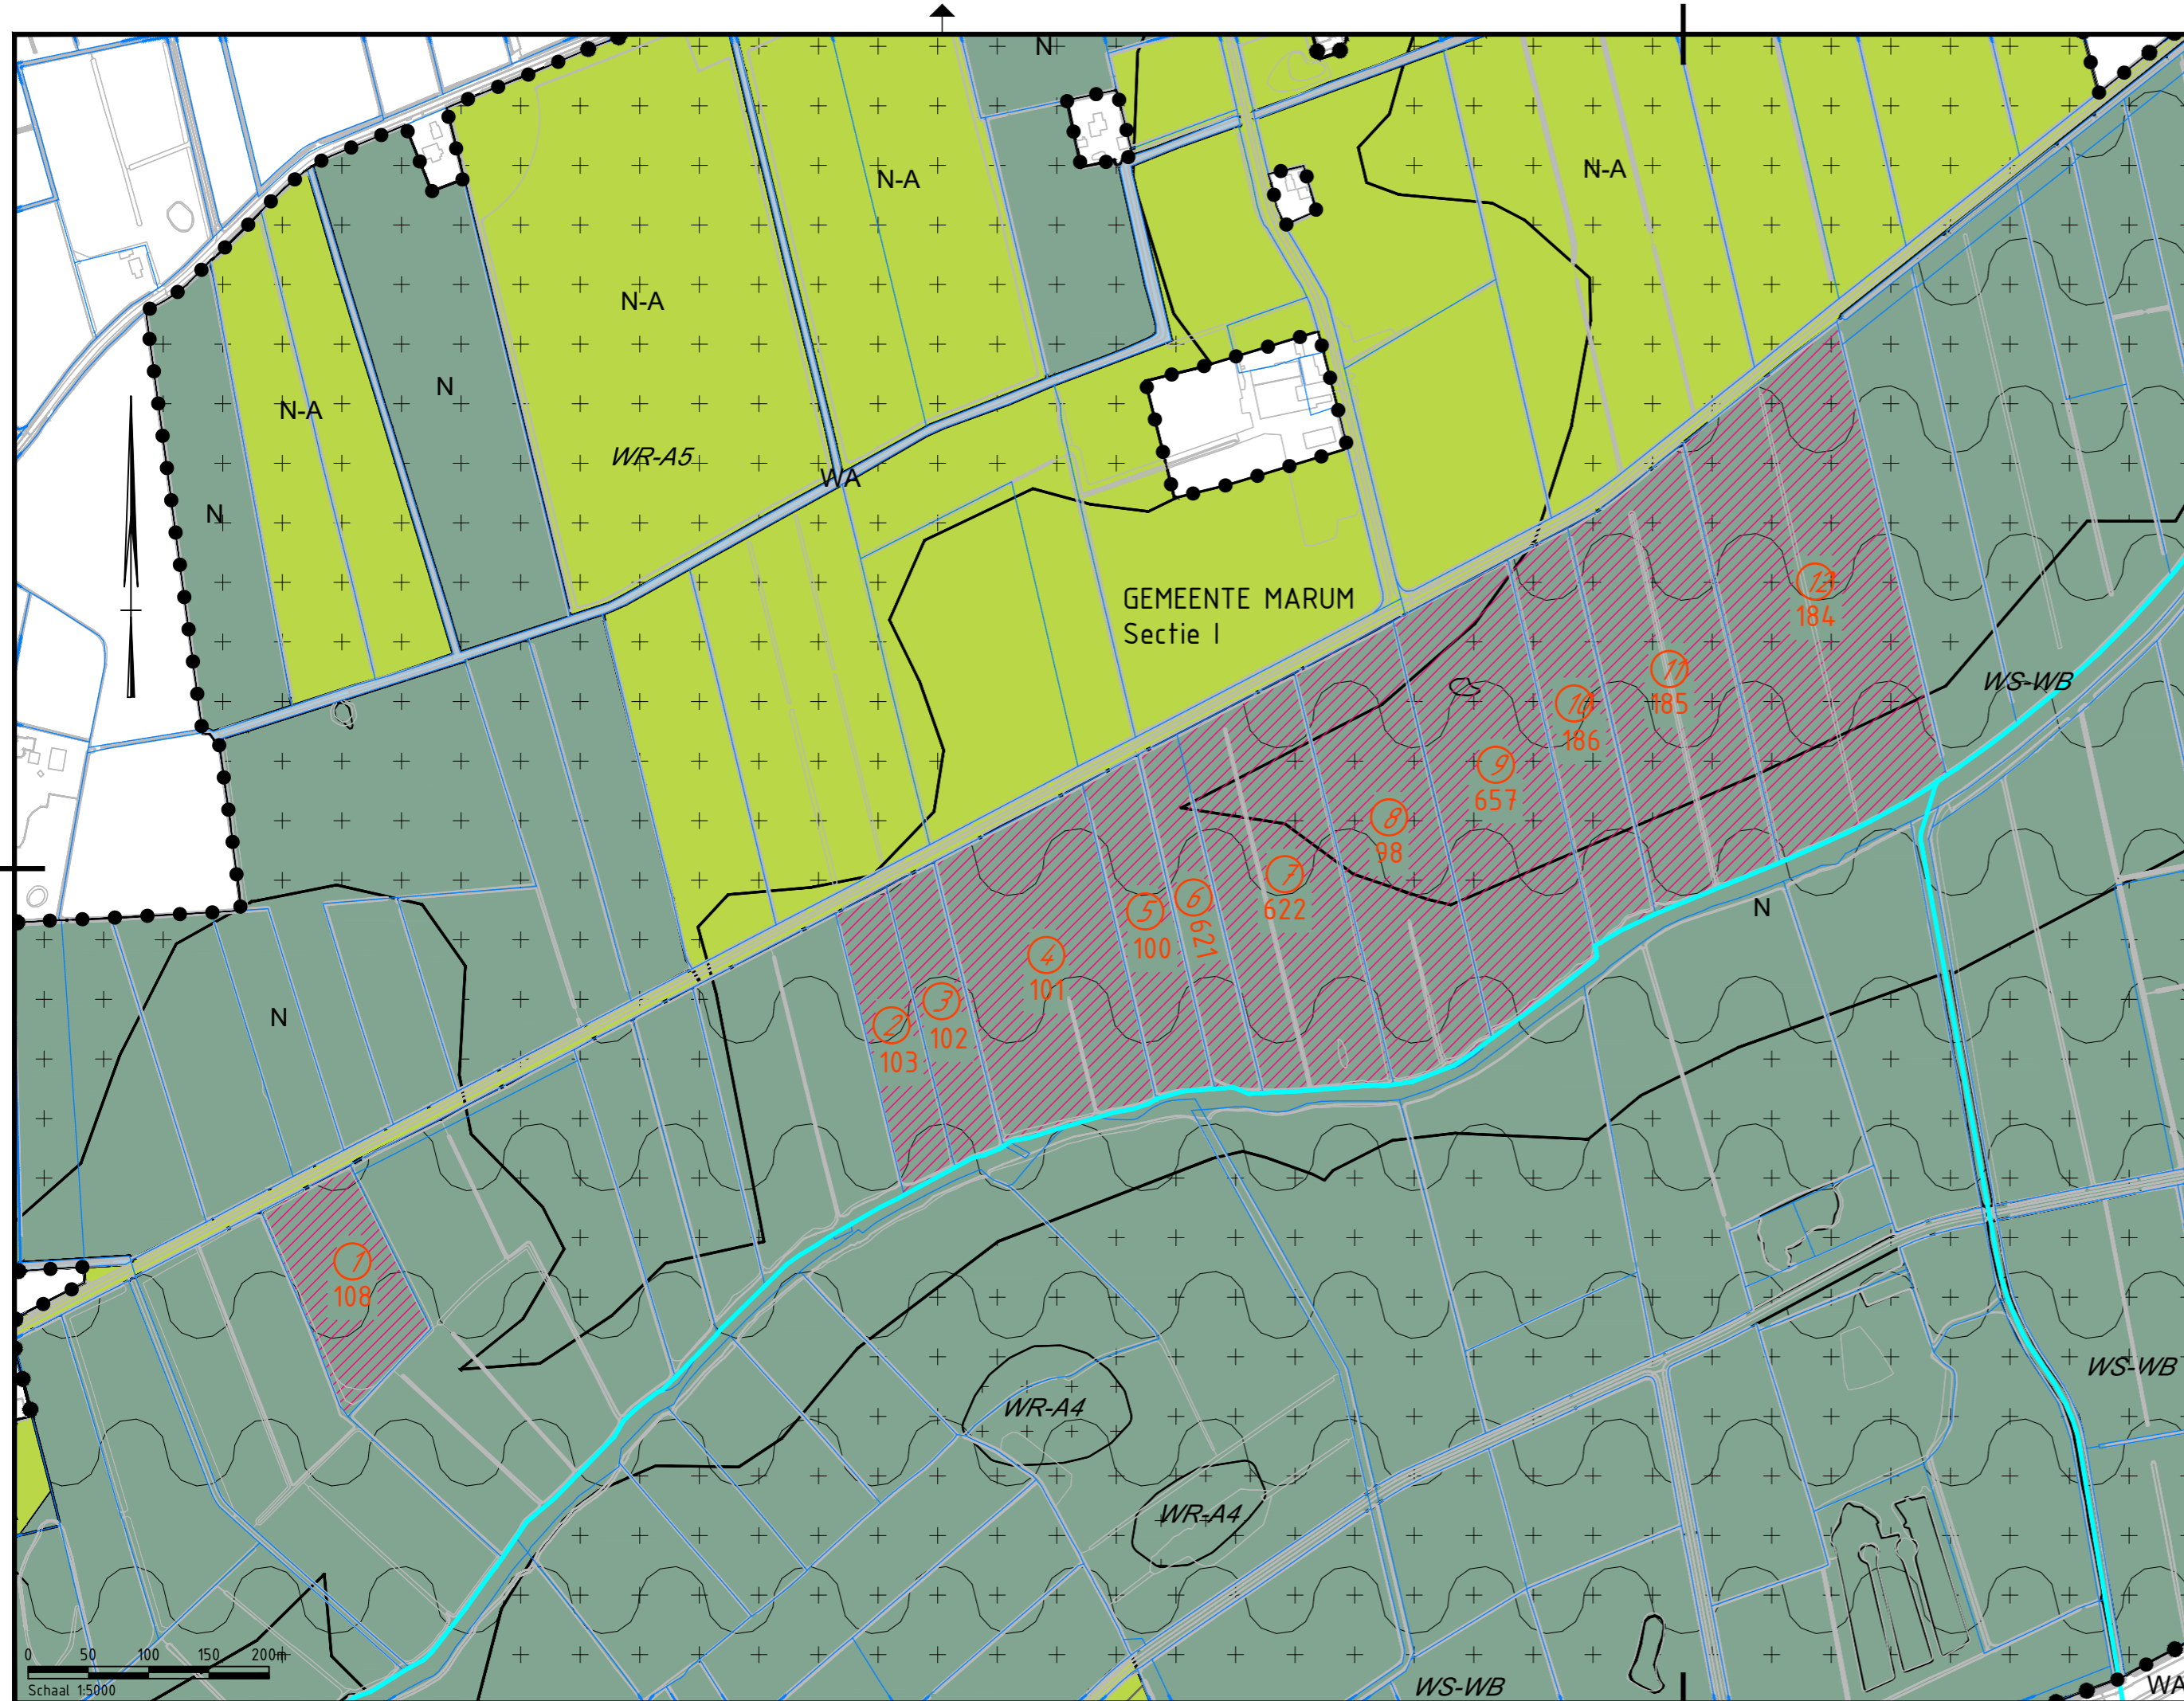 N
N-A
N-A
N-A
N
N-A
WR-A5
WA
N
GEMEENTE MARUM
Sectie I
12
184
11
185
WS-WB
10
186
9
657
8
98
7
622
6
621
5
100
N
4
101
3
102
2
103
N
1
108
WS-WB
WR-A4
WR-A4
0 50 100 150 200m
Schaal 1:5000
WS-WB
WA